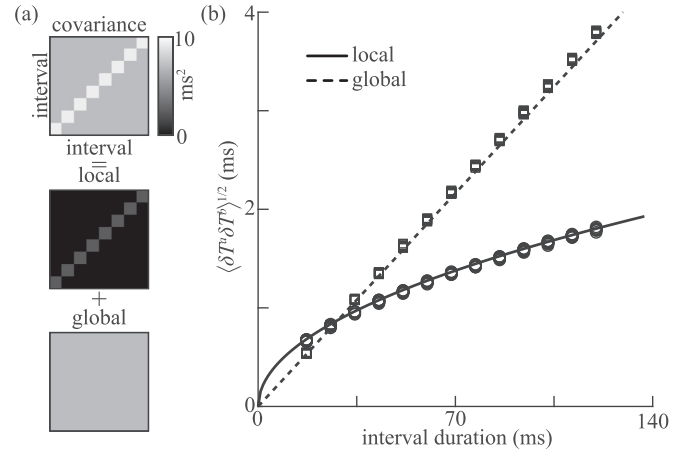 (a)
covariance
interval
10
ms²
0
interval
=
local
+
global
(b)
local
global
⟨δTᵃδTᵇ⟩^1/2 (ms)
4
2
0
0
70
140
interval duration (ms)